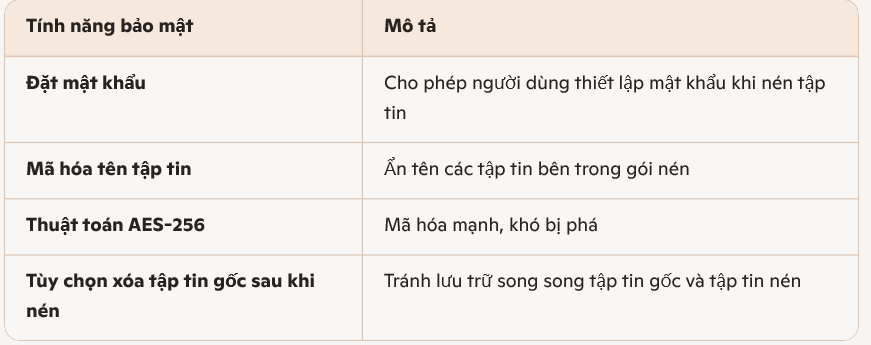 Tính năng bảo mật
Mô tả
Đặt mật khẩu
Cho phép người dùng thiết lập mật khẩu khi nén tập
tin
Mã hóa tên tập tin
Ẩn tên các tập tin bên trong gói nén
Thuật toán AES-256
Mã hóa mạnh, khó bị phá
Tùy chọn xóa tập tin gốc sau khi
nén
Tránh lưu trữ song song tập tin gốc và tập tin nén